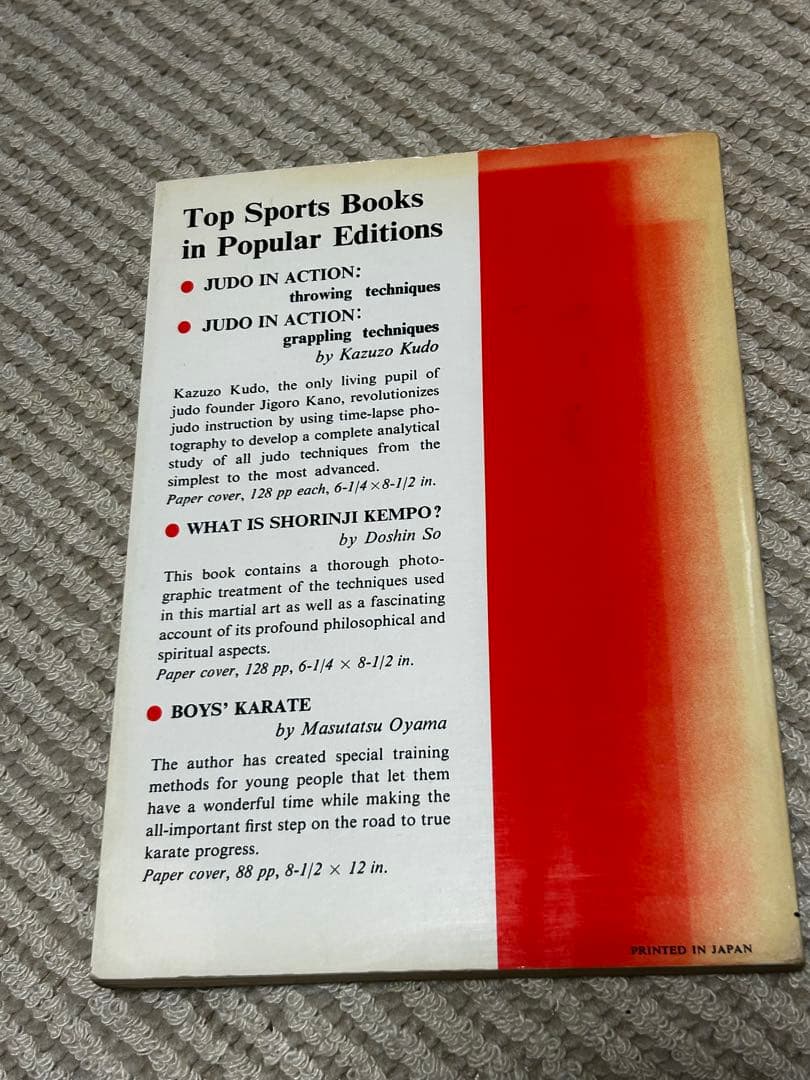 Top Sports Books
in Popular Editions
● JUDO IN ACTION:
throwing techniques
● JUDO IN ACTION:
grappling techniques
by Kazuzo Kudo
Kazuzo Kudo, the only living pupil of
judo founder Jigoro Kano, revolutionizes
judo instruction by using time-lapse pho-
tography to develop a complete analytical
study of all judo techniques from the
simplest to the most advanced.
Paper cover, 128 pp each, 6-1/4 × 8-1/2 in.
● WHAT IS SHORINJI KEMPO?
by Doshin So
This book contains a thorough photo-
graphic treatment of the techniques used
in this martial art as well as a fascinating
account of its profound philosophical and
spiritual aspects.
Paper cover, 128 pp, 6-1/4 × 8-1/2 in.
● BOYS' KARATE
by Masutatsu Oyama
The author has created special training
methods for young people that let them
have a wonderful time while making the
all-important first step on the road to true
karate progress.
Paper cover, 88 pp, 8-1/2 × 12 in.
PRINTED IN JAPAN